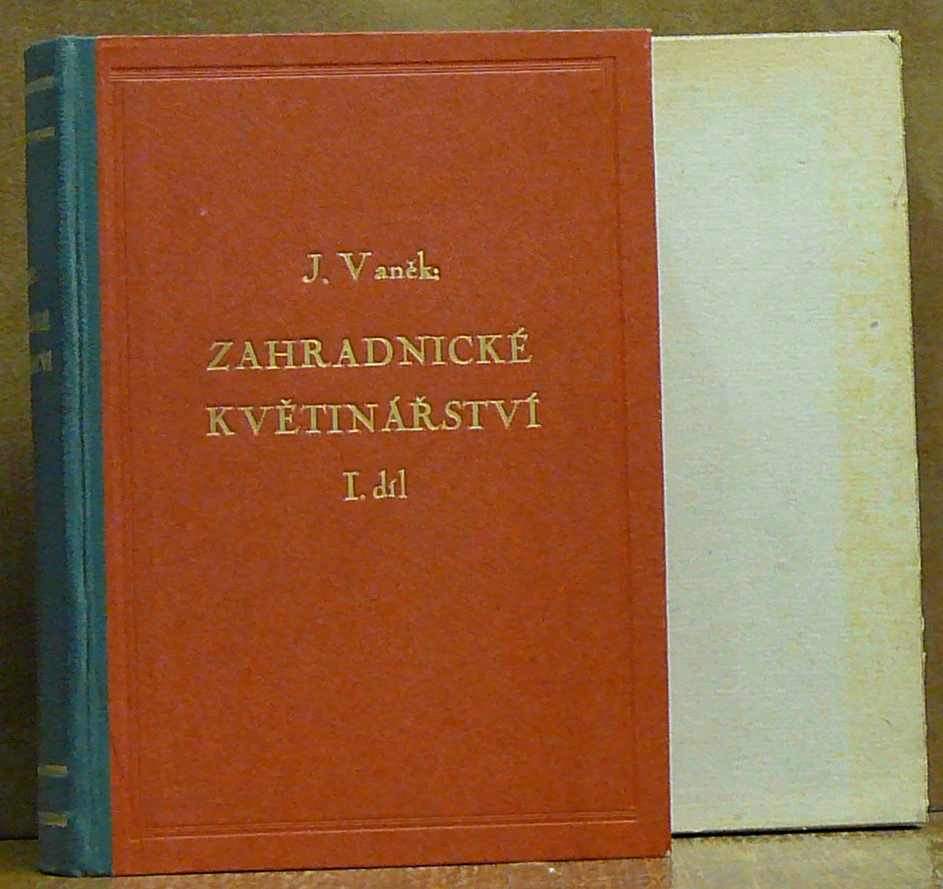 J. Vaněk:
ZAHRADNICKÉ
KVĚTINÁŘSTVÍ
I. díl